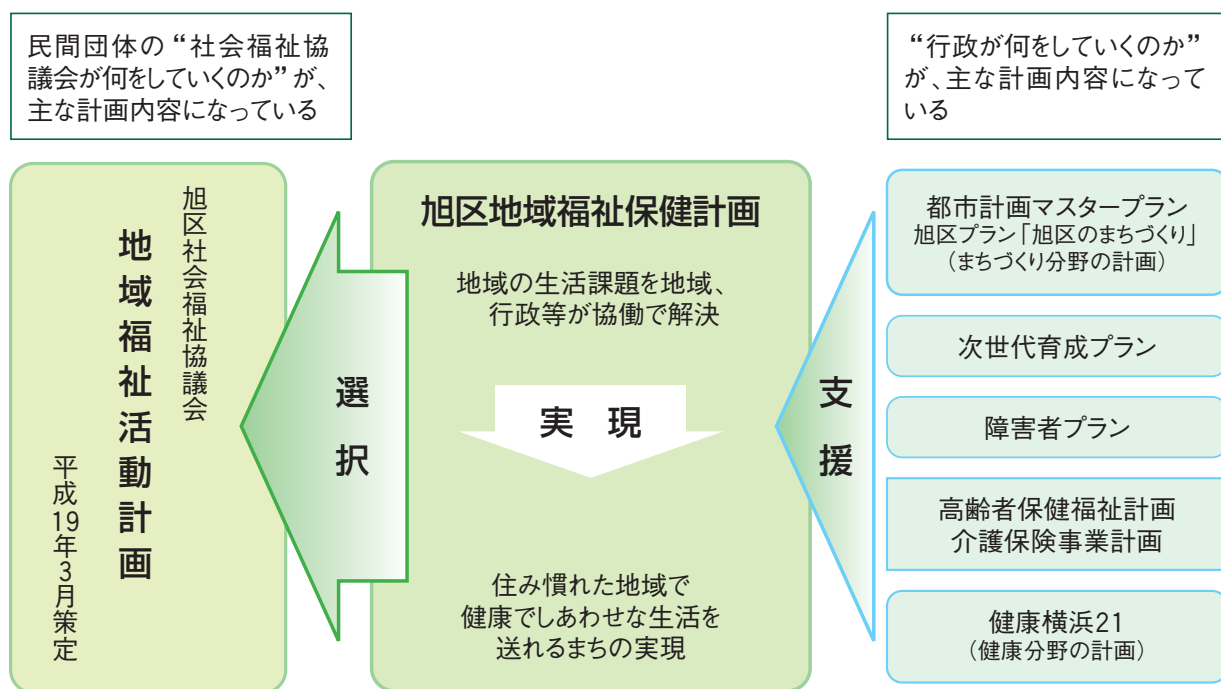 民間団体の“社会福祉協
議会が何をしていくのか”が、
主な計画内容になっている
“行政が何をしていくのか”
が、主な計画内容になって
いる
旭区社会福祉協議会
地域福祉活動計画
平成19年3月策定
選択
旭区地域福祉保健計画
地域の生活課題を地域、
行政等が協働で解決
実 現
住み慣れた地域で
健康でしあわせな生活を
送れるまちの実現
支援
都市計画マスタープラン
旭区プラン「旭区のまちづくり」
(まちづくり分野の計画)
次世代育成プラン
障害者プラン
高齢者保健福祉計画
介護保険事業計画
健康横浜21
(健康分野の計画)